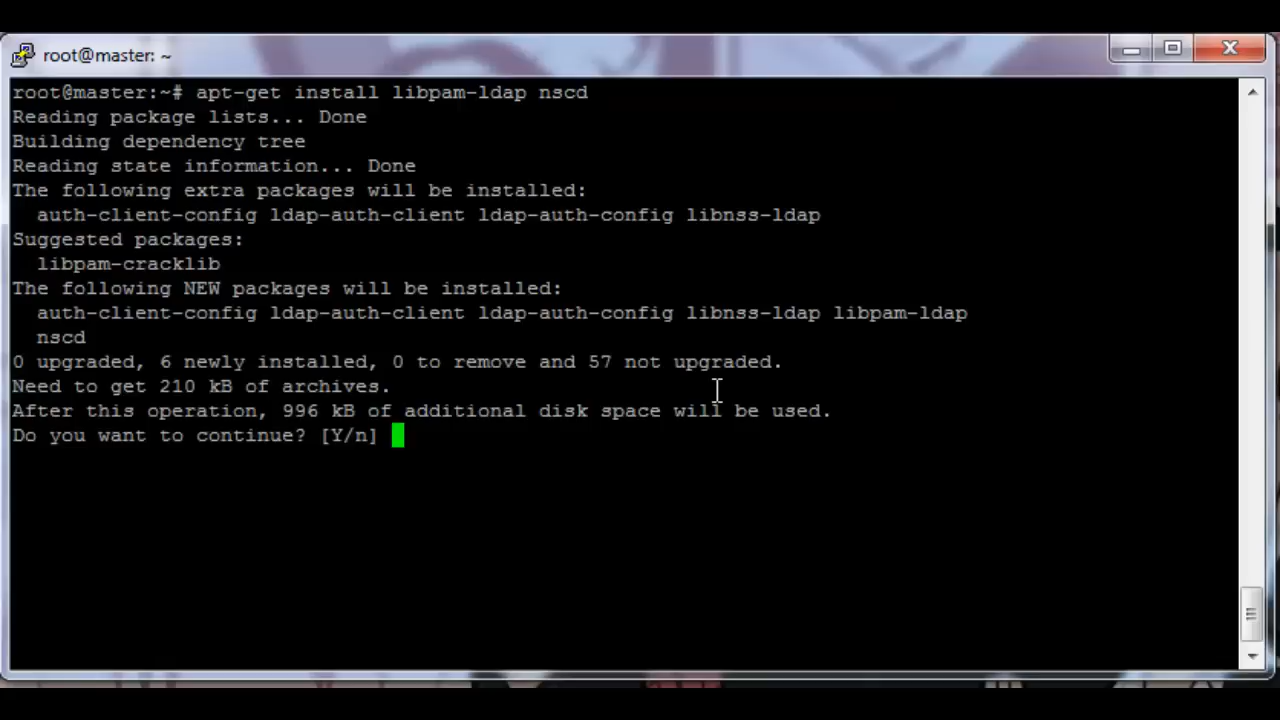 root@master: ~
root@master:~# apt-get install libpam-ldap nscd
Reading package lists... Done
Building dependency tree
Reading state information... Done
The following extra packages will be installed:
  auth-client-config ldap-auth-client ldap-auth-config libnss-ldap
Suggested packages:
  libpam-cracklib
The following NEW packages will be installed:
  auth-client-config ldap-auth-client ldap-auth-config libnss-ldap libpam-ldap
  nscd
0 upgraded, 6 newly installed, 0 to remove and 57 not upgraded.
Need to get 210 kB of archives.
After this operation, 996 kB of additional disk space will be used.
Do you want to continue? [Y/n]